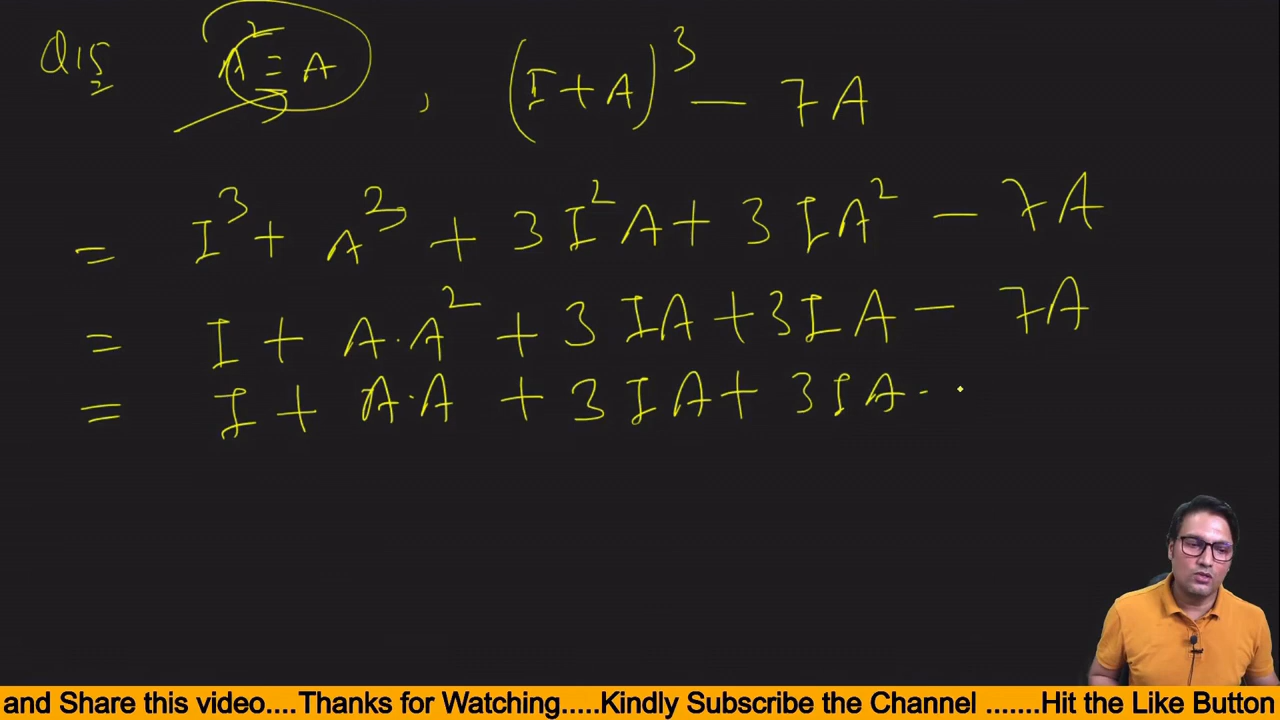 Q15 A² = A , (I + A)³ - 7A
= I³ + A³ + 3I²A + 3IA² - 7A
= I + A.A² + 3IA + 3IA - 7A
= I + A.A + 3IA + 3IA -
and Share this video....Thanks for Watching.....Kindly Subscribe the Channel .......Hit the Like Button